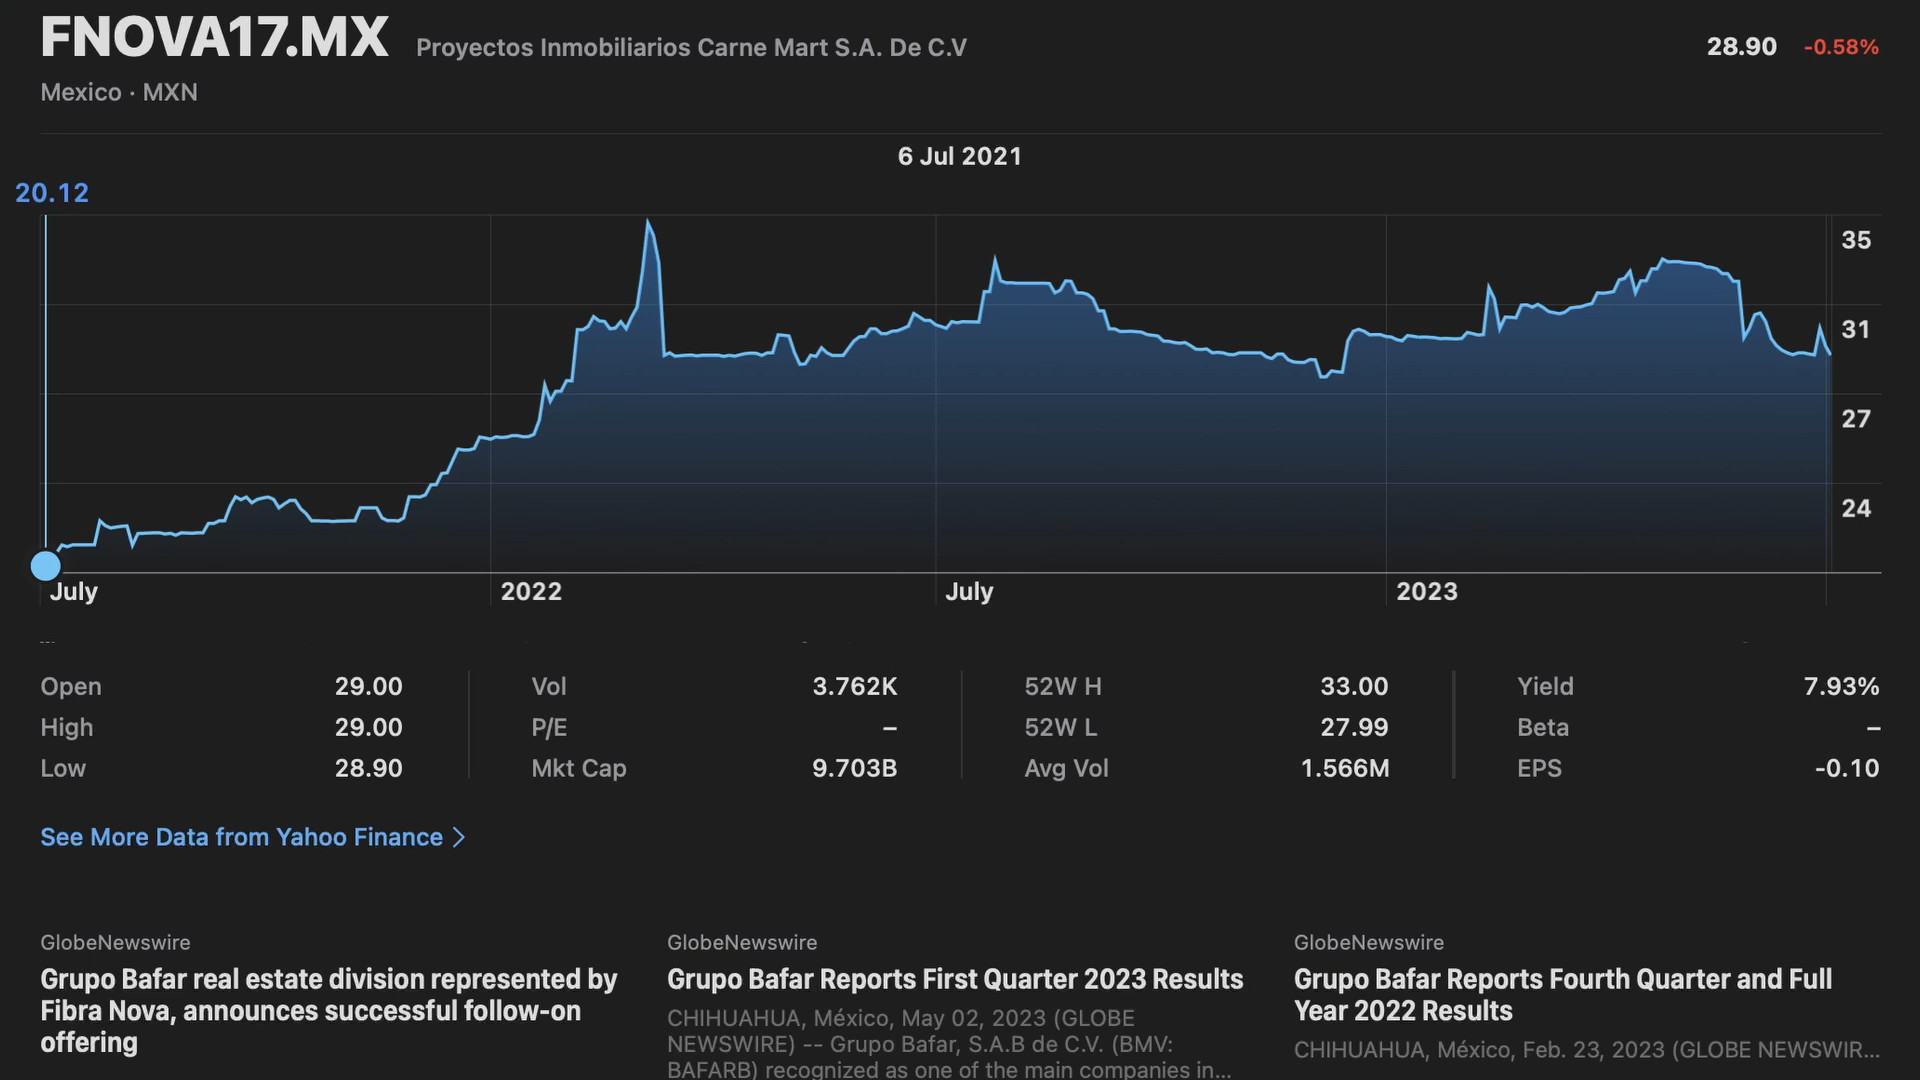 FNOVA17.MX Proyectos Inmobiliarios Carne Mart S.A. De C.V 28.90 -0.58%
Mexico · MXN
6 Jul 2021
20.12
35
31
27
24
July 2022 July 2023
Open 29.00 Vol 3.762K 52W H 33.00 Yield 7.93%
High 29.00 P/E – 52W L 27.99 Beta –
Low 28.90 Mkt Cap 9.703B Avg Vol 1.566M EPS -0.10
See More Data from Yahoo Finance >
GlobeNewswire
Grupo Bafar real estate division represented by
Fibra Nova, announces successful follow-on
offering
GlobeNewswire
Grupo Bafar Reports First Quarter 2023 Results
CHIHUAHUA, México, May 02, 2023 (GLOBE
NEWSWIRE) -- Grupo Bafar, S.A.B de C.V. (BMV:
BAFARB) recognized as one of the main companies in...
GlobeNewswire
Grupo Bafar Reports Fourth Quarter and Full
Year 2022 Results
CHIHUAHUA, México, Feb. 23, 2023 (GLOBE NEWSWIR...